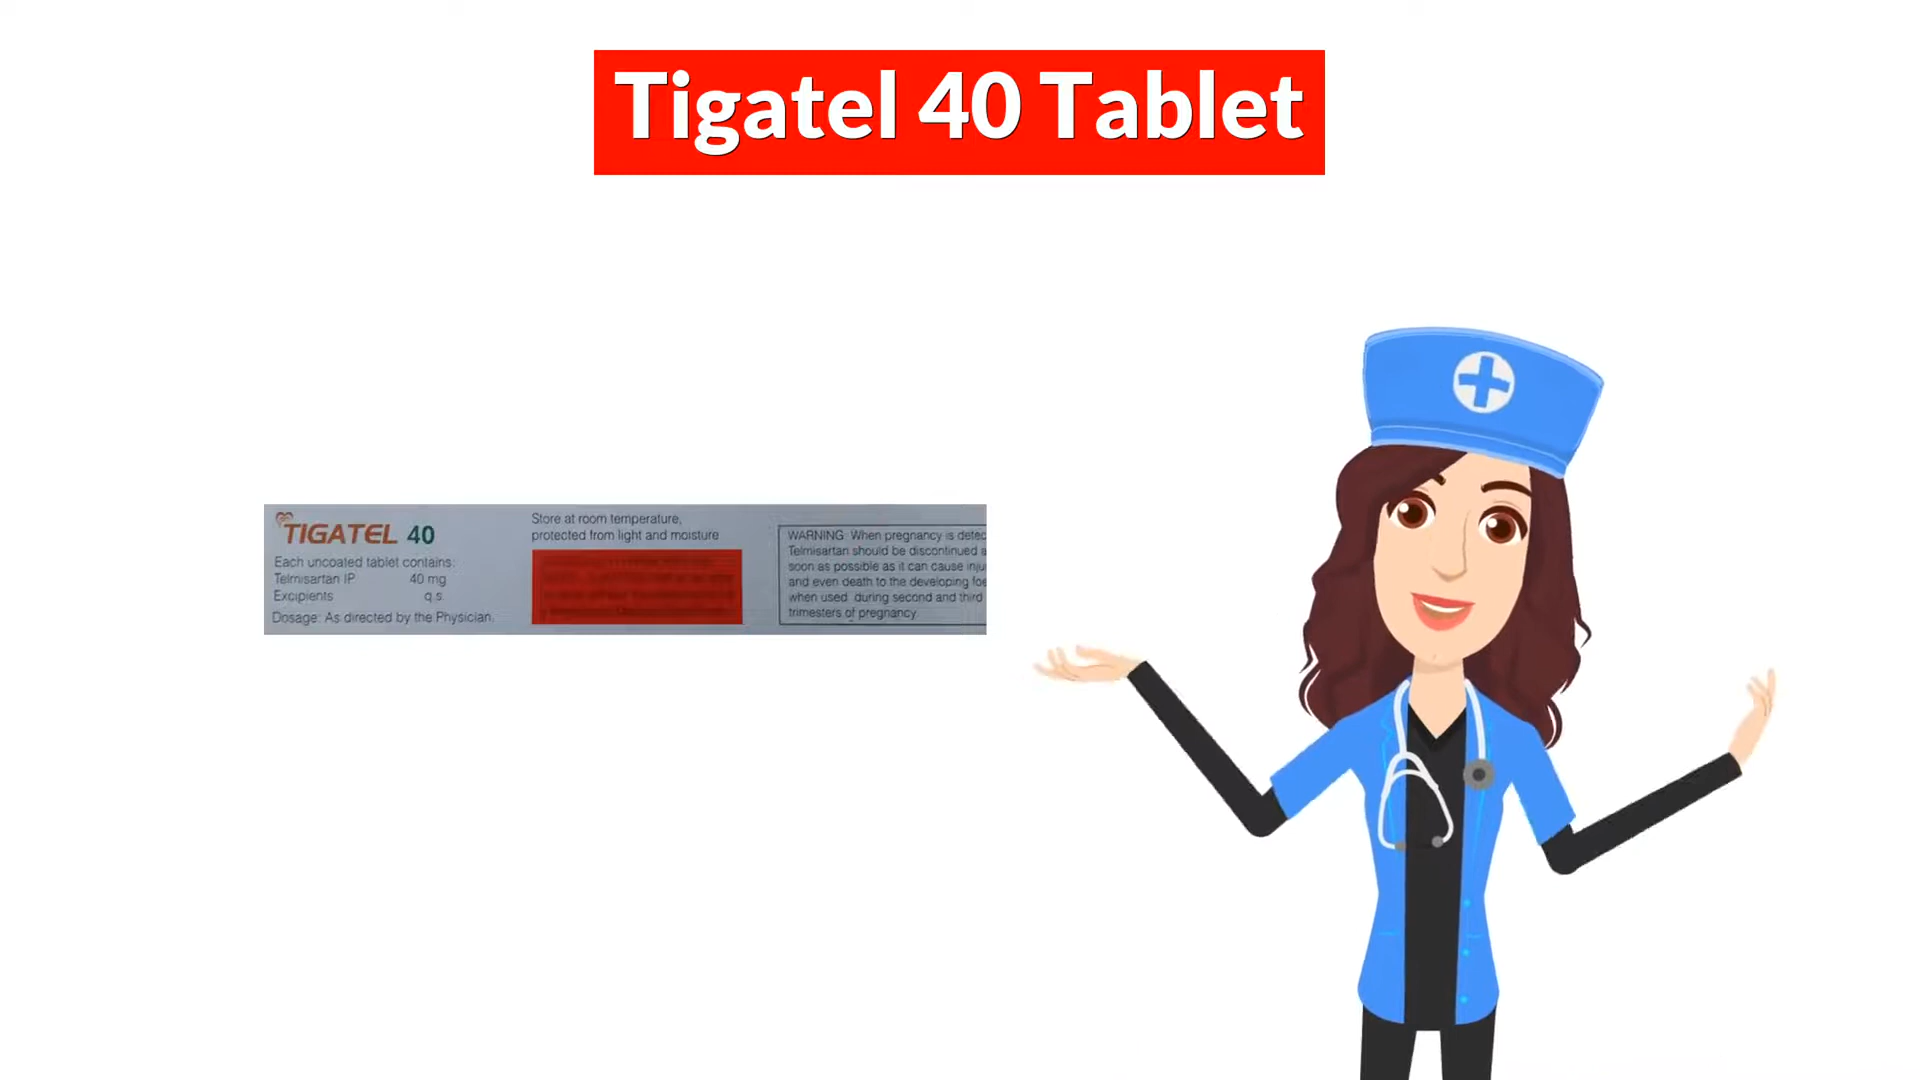 Tigatel 40 Tablet
TIGATEL 40
Each uncoated tablet contains:
Telmisartan IP 40 mg
Excipients q.s.
Dosage: As directed by the Physician.
Store at room temperature,
protected from light and moisture
WARNING: When pregnancy is detec
Telmisartan should be discontinued a
soon as possible as it can cause inju
and even death to the developing foe
when used during second and third
trimesters of pregnancy.